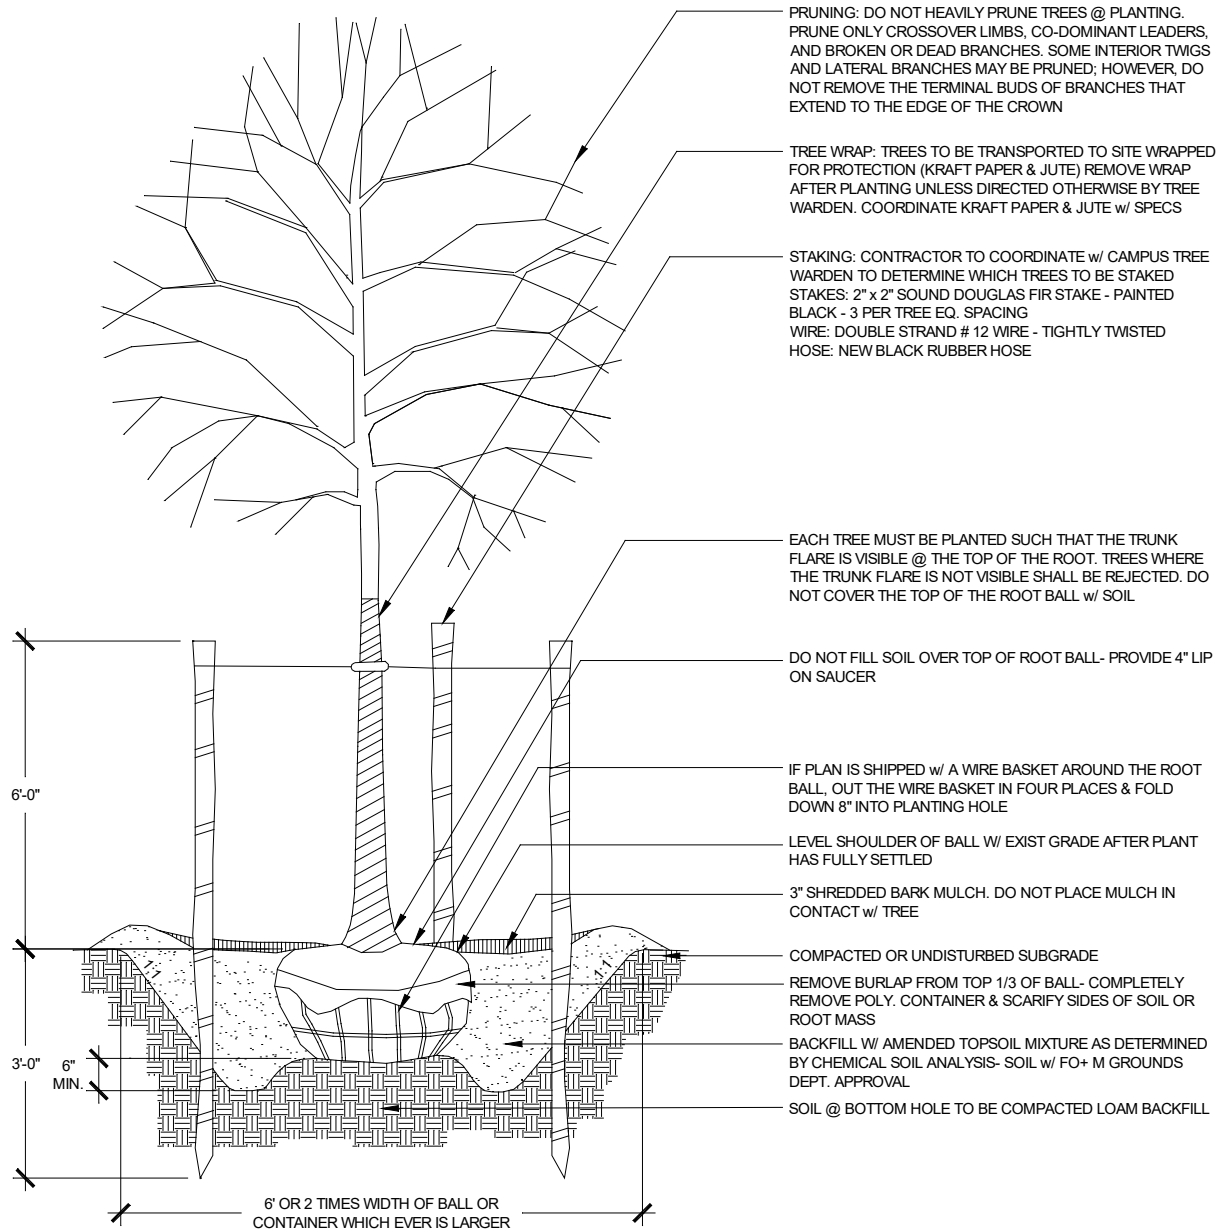 PRUNING: DO NOT HEAVILY PRUNE TREES @ PLANTING.
PRUNE ONLY CROSSOVER LIMBS, CO-DOMINANT LEADERS,
AND BROKEN OR DEAD BRANCHES. SOME INTERIOR TWIGS
AND LATERAL BRANCHES MAY BE PRUNED; HOWEVER, DO
NOT REMOVE THE TERMINAL BUDS OF BRANCHES THAT
EXTEND TO THE EDGE OF THE CROWN
TREE WRAP: TREES TO BE TRANSPORTED TO SITE WRAPPED
FOR PROTECTION (KRAFT PAPER & JUTE) REMOVE WRAP
AFTER PLANTING UNLESS DIRECTED OTHERWISE BY TREE
WARDEN. COORDINATE KRAFT PAPER & JUTE w/ SPECS
STAKING: CONTRACTOR TO COORDINATE w/ CAMPUS TREE
WARDEN TO DETERMINE WHICH TREES TO BE STAKED
STAKES: 2" x 2" SOUND DOUGLAS FIR STAKE - PAINTED
BLACK - 3 PER TREE EQ. SPACING
WIRE: DOUBLE STRAND # 12 WIRE - TIGHTLY TWISTED
HOSE: NEW BLACK RUBBER HOSE
EACH TREE MUST BE PLANTED SUCH THAT THE TRUNK
FLARE IS VISIBLE @ THE TOP OF THE ROOT. TREES WHERE
THE TRUNK FLARE IS NOT VISIBLE SHALL BE REJECTED. DO
NOT COVER THE TOP OF THE ROOT BALL w/ SOIL
DO NOT FILL SOIL OVER TOP OF ROOT BALL- PROVIDE 4" LIP
ON SAUCER
IF PLAN IS SHIPPED w/ A WIRE BASKET AROUND THE ROOT
BALL, OUT THE WIRE BASKET IN FOUR PLACES & FOLD
DOWN 8" INTO PLANTING HOLE
LEVEL SHOULDER OF BALL W/ EXIST GRADE AFTER PLANT
HAS FULLY SETTLED
3" SHREDDED BARK MULCH. DO NOT PLACE MULCH IN
CONTACT w/ TREE
COMPACTED OR UNDISTURBED SUBGRADE
REMOVE BURLAP FROM TOP 1/3 OF BALL- COMPLETELY
REMOVE POLY. CONTAINER & SCARIFY SIDES OF SOIL OR
ROOT MASS
BACKFILL W/ AMENDED TOPSOIL MIXTURE AS DETERMINED
BY CHEMICAL SOIL ANALYSIS- SOIL w/ FO+ M GROUNDS
DEPT. APPROVAL
SOIL @ BOTTOM HOLE TO BE COMPACTED LOAM BACKFILL
6'-0"
3'-0"
6"
MIN.
1:1
1:1
6' OR 2 TIMES WIDTH OF BALL OR
CONTAINER WHICH EVER IS LARGER